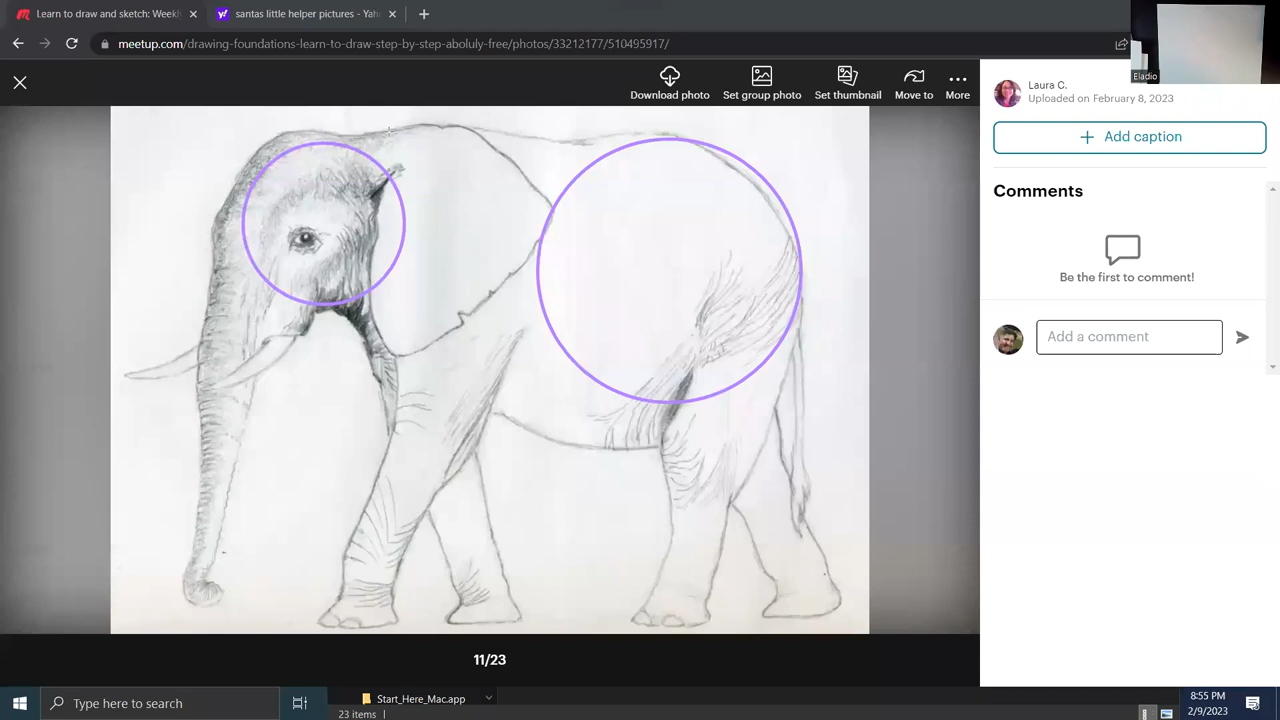 Learn to draw and sketch: Weekly
santas little helper pictures - Yah
meetup.com/drawing-foundations-learn-to-draw-step-by-step-aboluly-free/photos/33212177/510495917/
Eladio
Download photo
Set group photo
Set thumbnail
Move to
More
Laura C.
Uploaded on February 8, 2023
Add caption
Comments
Be the first to comment!
Add a comment
11/23
Type here to search
Start_Here_Mac.app
23 items
8:55 PM
2/9/2023